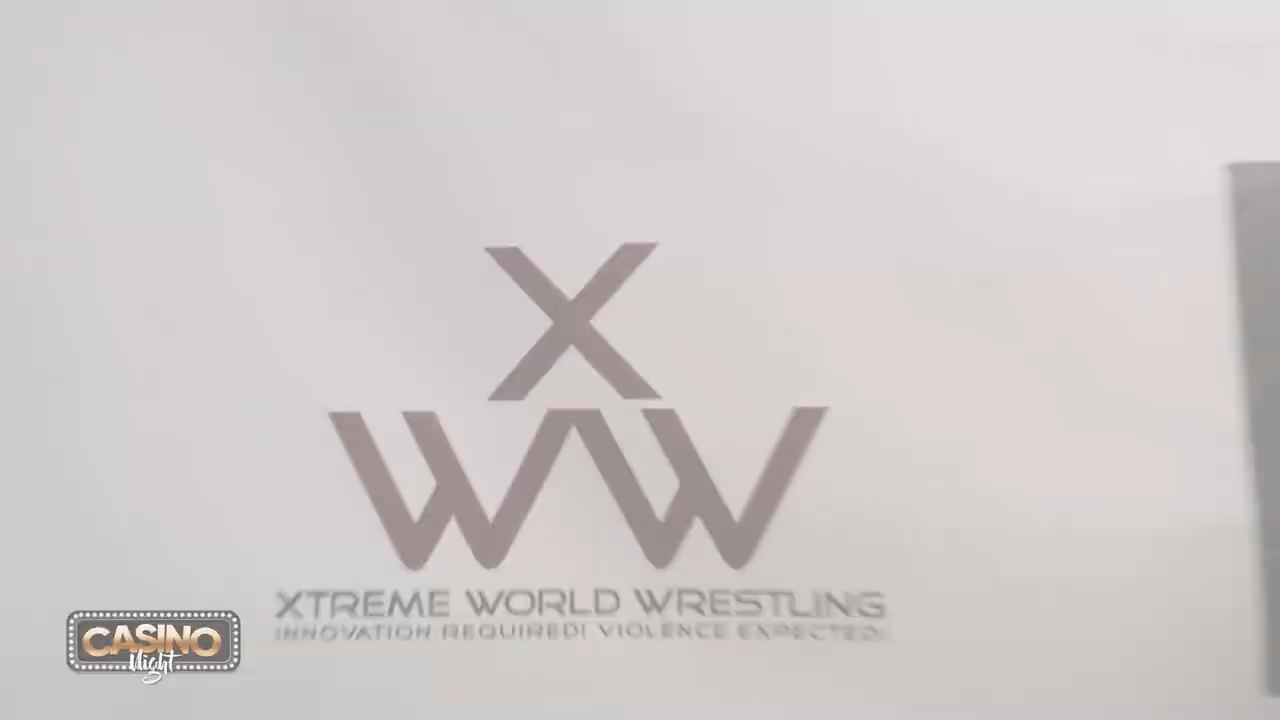 X
WW
XTREME WORLD WRESTLING
INNOVATION REQUIRED! VIOLENCE EXPECTED!
CASINO
Night